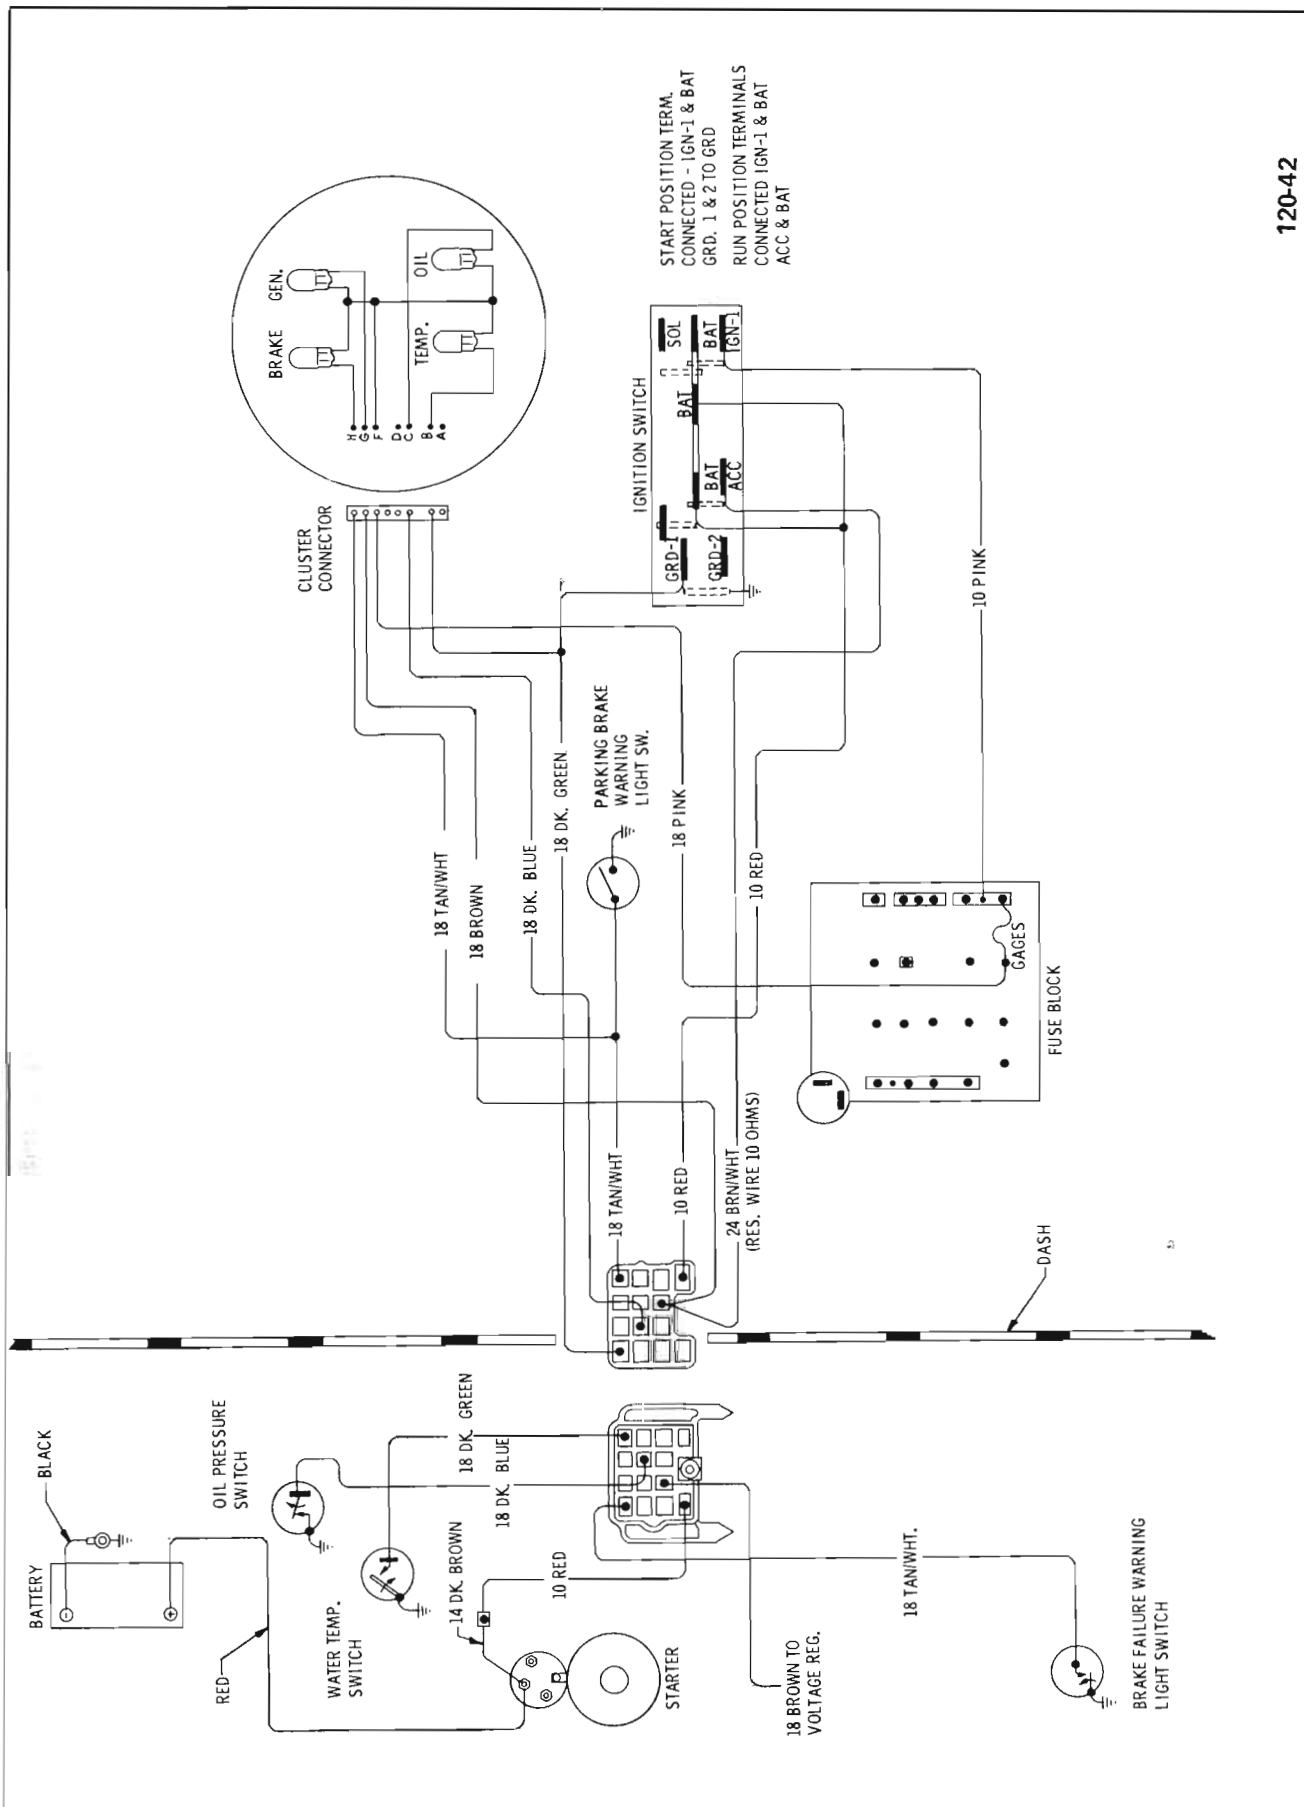 BATTERY
BLACK
RED
OIL PRESSURE
SWITCH
WATER TEMP.
SWITCH
18 DK. GREEN
18 DK. BLUE
14 DK. BROWN
10 RED
STARTER
18 BROWN TO
VOLTAGE REG.
18 TAN/WHT.
BRAKE FAILURE WARNING
LIGHT SWITCH
DASH
18 TAN/WHT
10 RED
24 BRN/WHT
(RES. WIRE 10 OHMS)
18 TAN/WHT
18 BROWN
18 DK. BLUE
18 DK. GREEN
PARKING BRAKE
WARNING
LIGHT SW.
18 PINK
10 RED
GAGES
FUSE BLOCK
10 PINK
CLUSTER
CONNECTOR
BRAKE
GEN.
TEMP.
OIL
H
G
F
D
C
B
A
IGNITION SWITCH
GRD-1
GRD-2
BAT
ACC
BAT
SOL
BAT
IGN-1
START POSITION TERM.
CONNECTED - IGN-1 & BAT
GRD. 1 & 2 TO GRD
RUN POSITION TERMINALS
CONNECTED IGN-1 & BAT
ACC & BAT
120-42